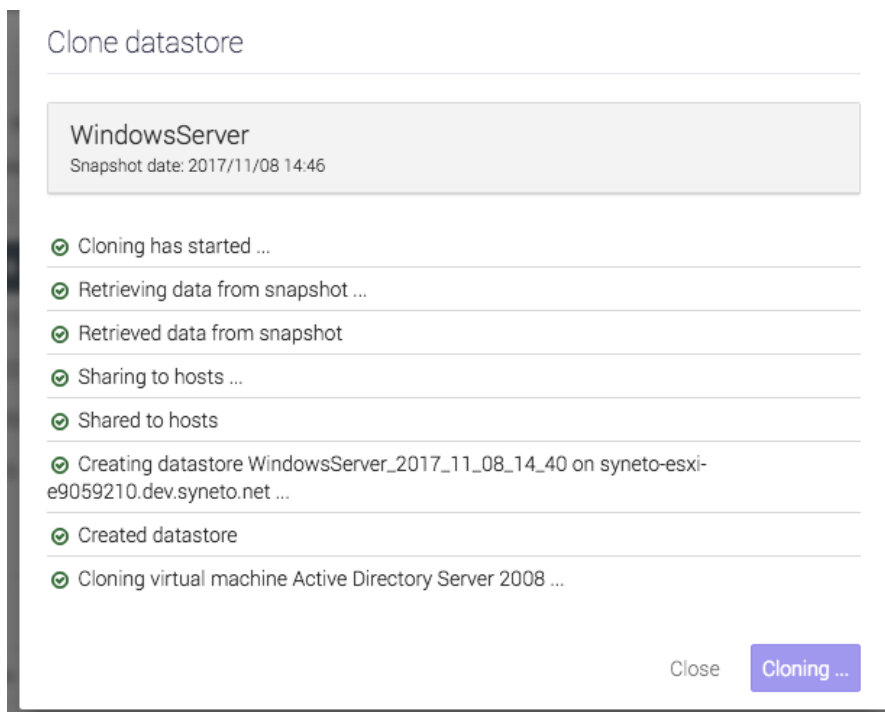 Clone datastore
WindowsServer
Snapshot date: 2017/11/08 14:46
Cloning has started ...
Retrieving data from snapshot ...
Retrieved data from snapshot
Sharing to hosts ...
Shared to hosts
Creating datastore WindowsServer_2017_11_08_14_40 on syneto-esxi-
e9059210.dev.syneto.net ...
Created datastore
Cloning virtual machine Active Directory Server 2008 ...
Close
Cloning ...